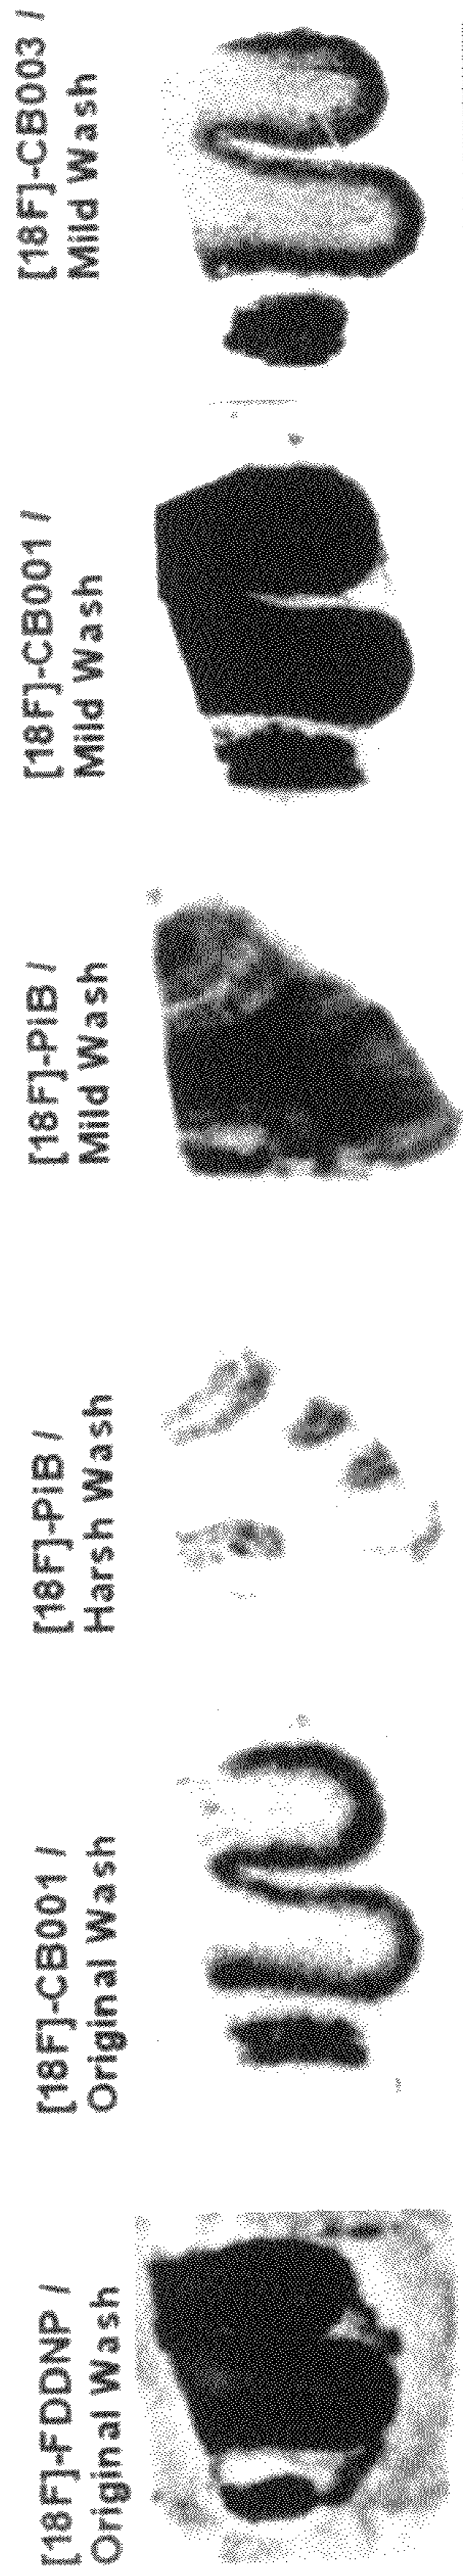 [18F]-FDDNP /
Original Wash
[18F]-CB001 /
Original Wash
[18F]-PiB /
Harsh Wash
[18F]-PiB /
Mild Wash
[18F]-CB001 /
Mild Wash
[18F]-CB003 /
Mild Wash